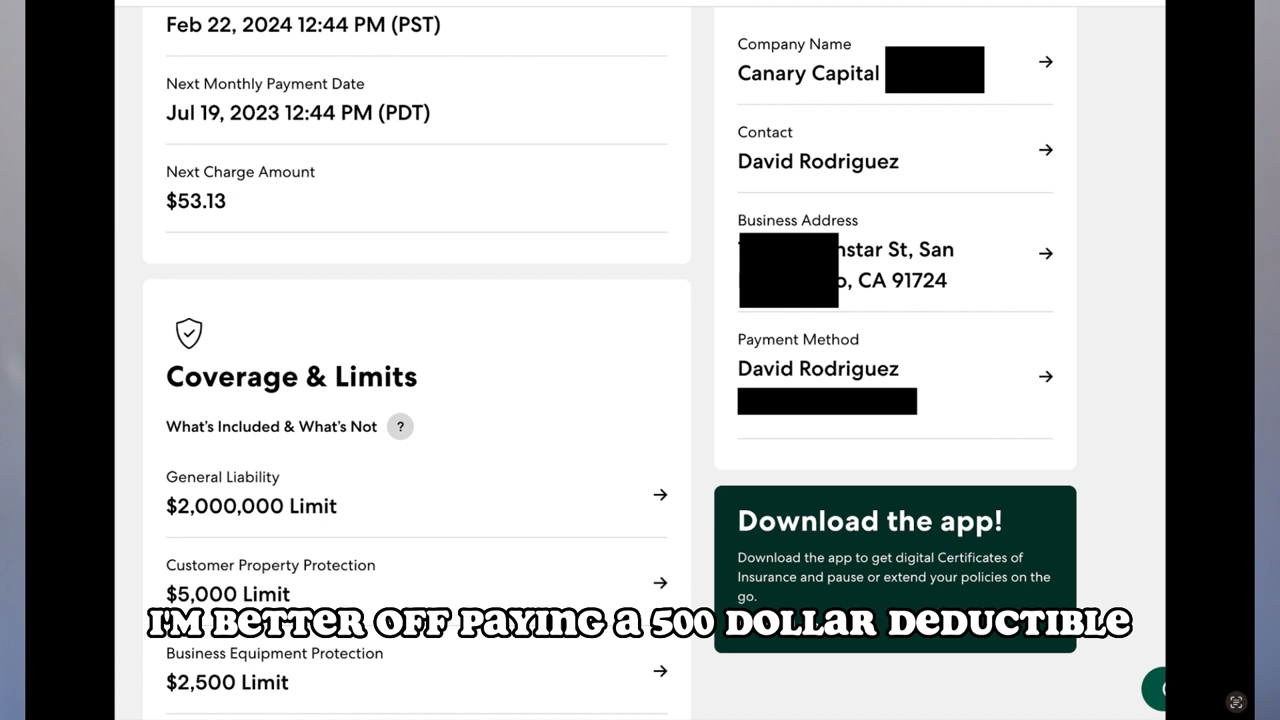 Feb 22, 2024 12:44 PM (PST)
Next Monthly Payment Date
Jul 19, 2023 12:44 PM (PDT)
Next Charge Amount
$53.13
Coverage & Limits
What's Included & What's Not ?
General Liability
$2,000,000 Limit
Customer Property Protection
$5,000 Limit
Business Equipment Protection
$2,500 Limit
Company Name
Canary Capital
Contact
David Rodriguez
Business Address
nstar St, San
o, CA 91724
Payment Method
David Rodriguez
Download the app!
Download the app to get digital Certificates of
Insurance and pause or extend your policies on the
go.
I'M BETTER OFF PAYING A 500 DOLLAR DEDUCTIBLE